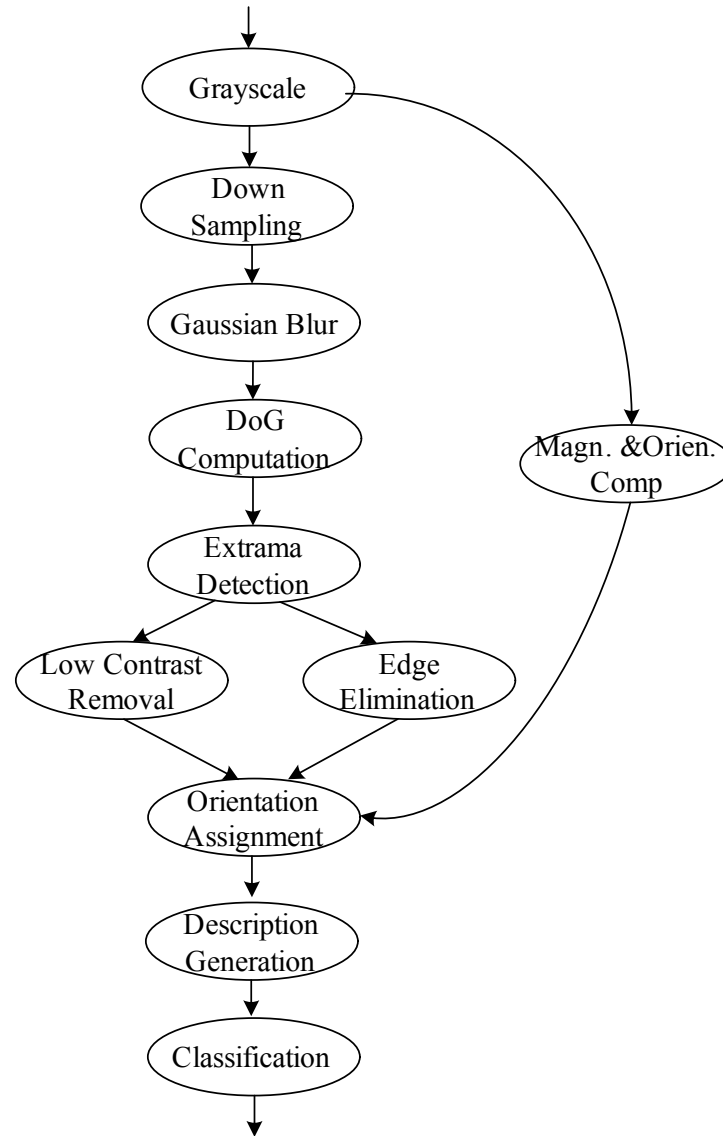 Grayscale
Down
Sampling
Gaussian Blur
DoG
Computation
Magn. &Orien.
Comp
Extrama
Detection
Low Contrast
Removal
Edge
Elimination
Orientation
Assignment
Description
Generation
Classification